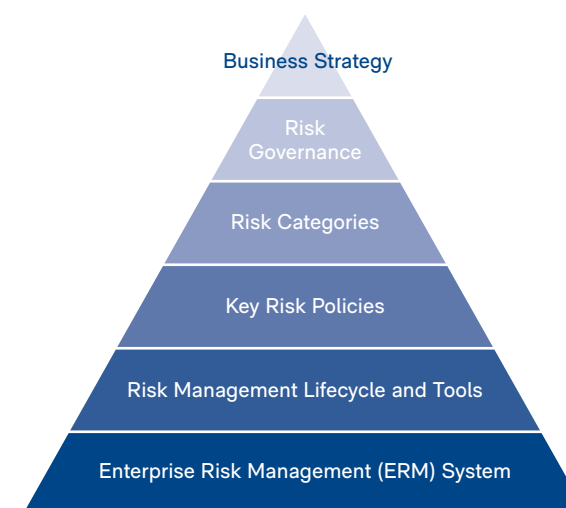 Business Strategy
Risk
Governance
Risk Categories
Key Risk Policies
Risk Management Lifecycle and Tools
Enterprise Risk Management (ERM) System